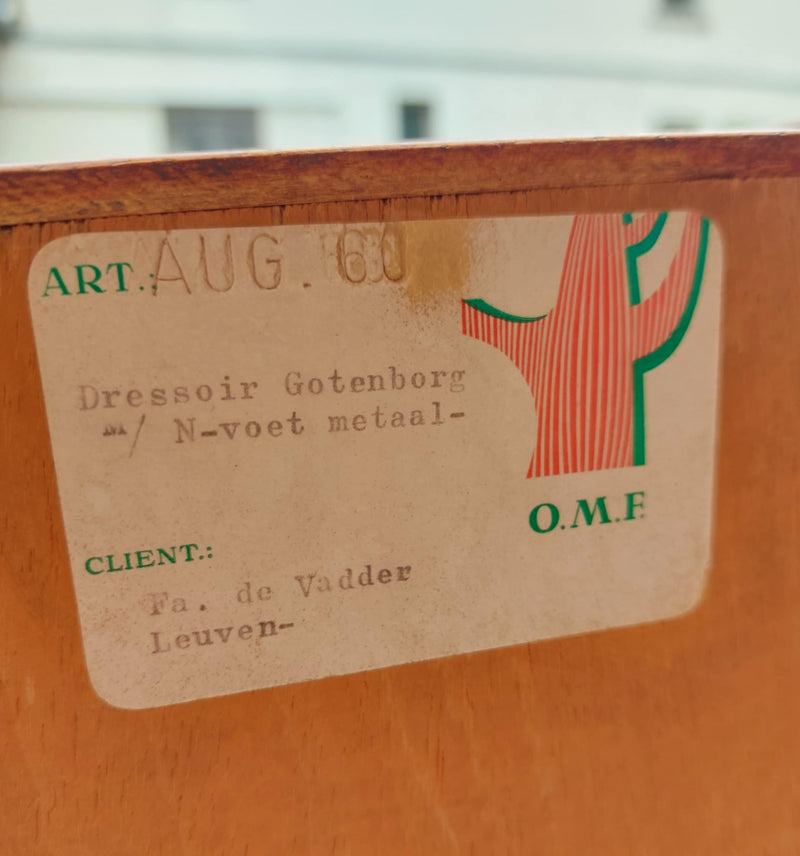 ART.: AUG. 60
Dressoir Gotenborg
/ N-voet metaal-
O.M.F.
CLIENT.:
Fa. de Vadder
Leuven-